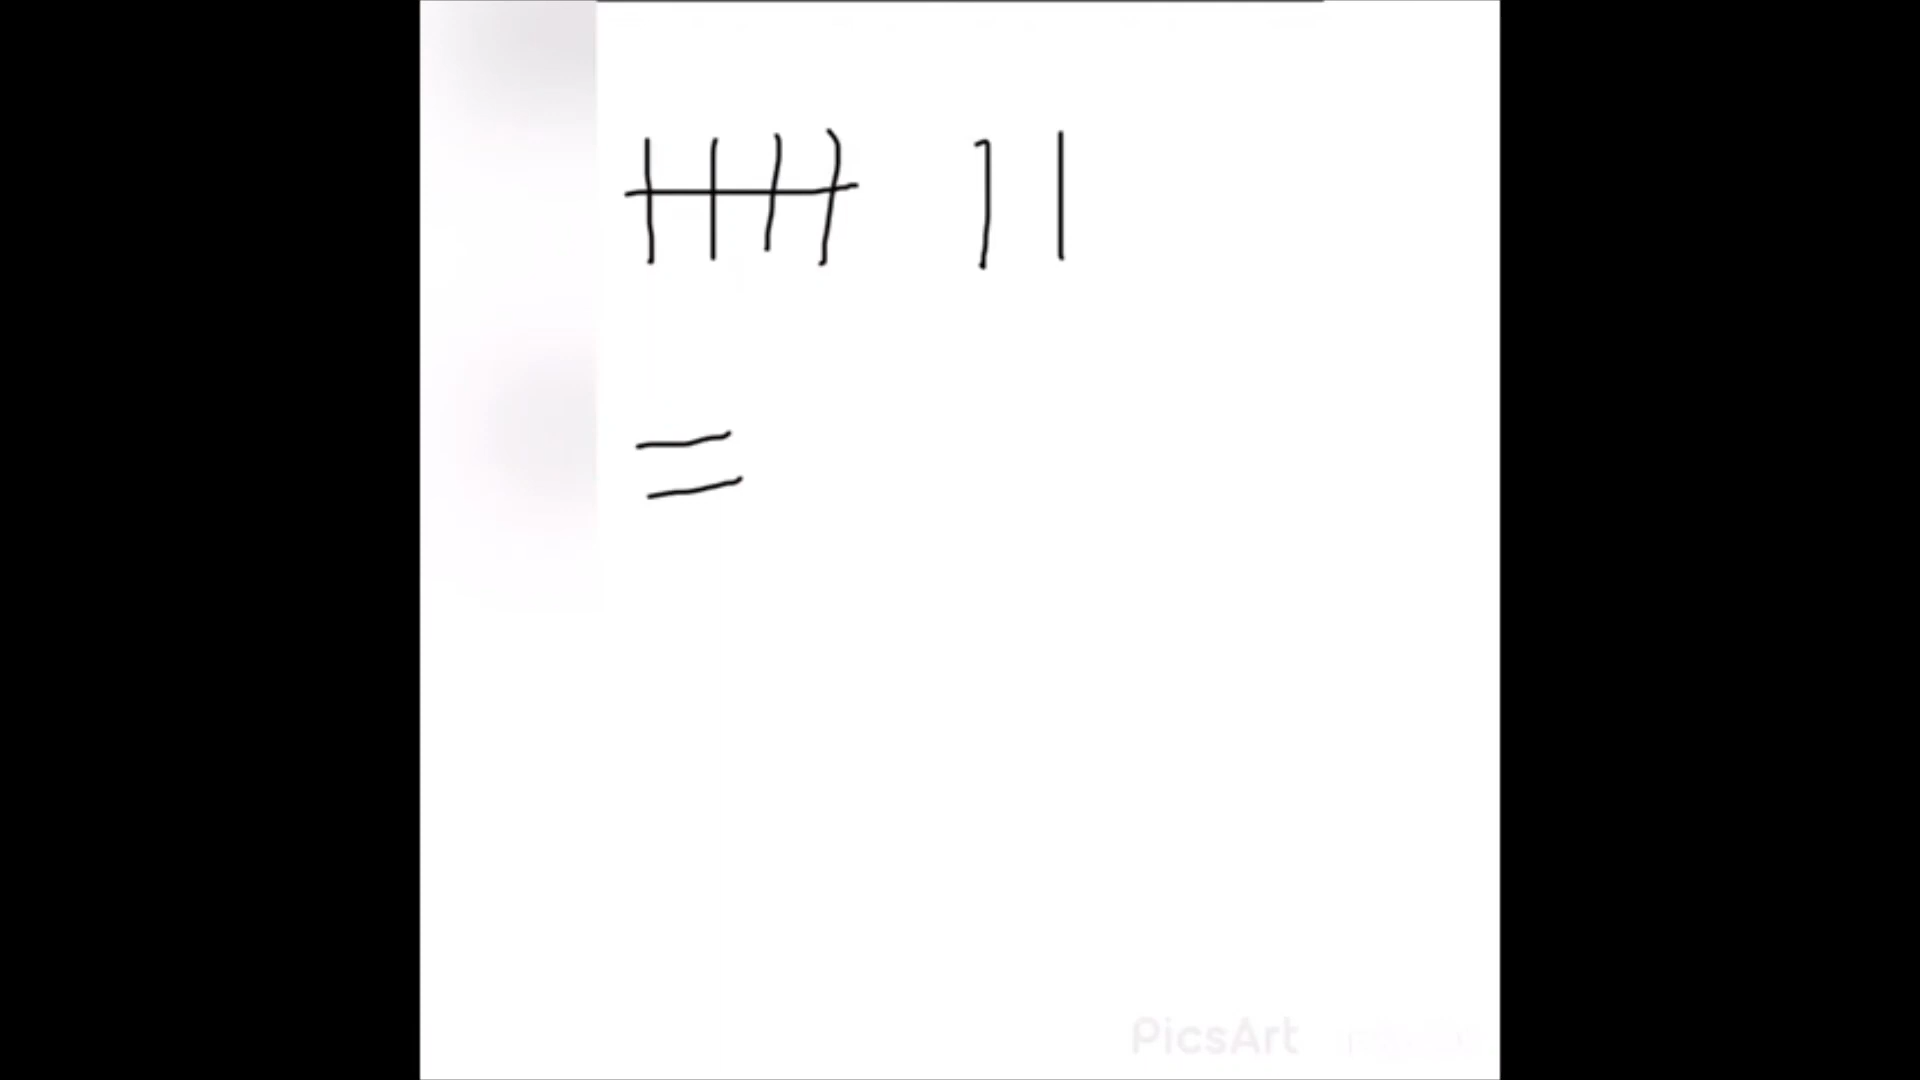 𝍸 ||
=
PicsArt